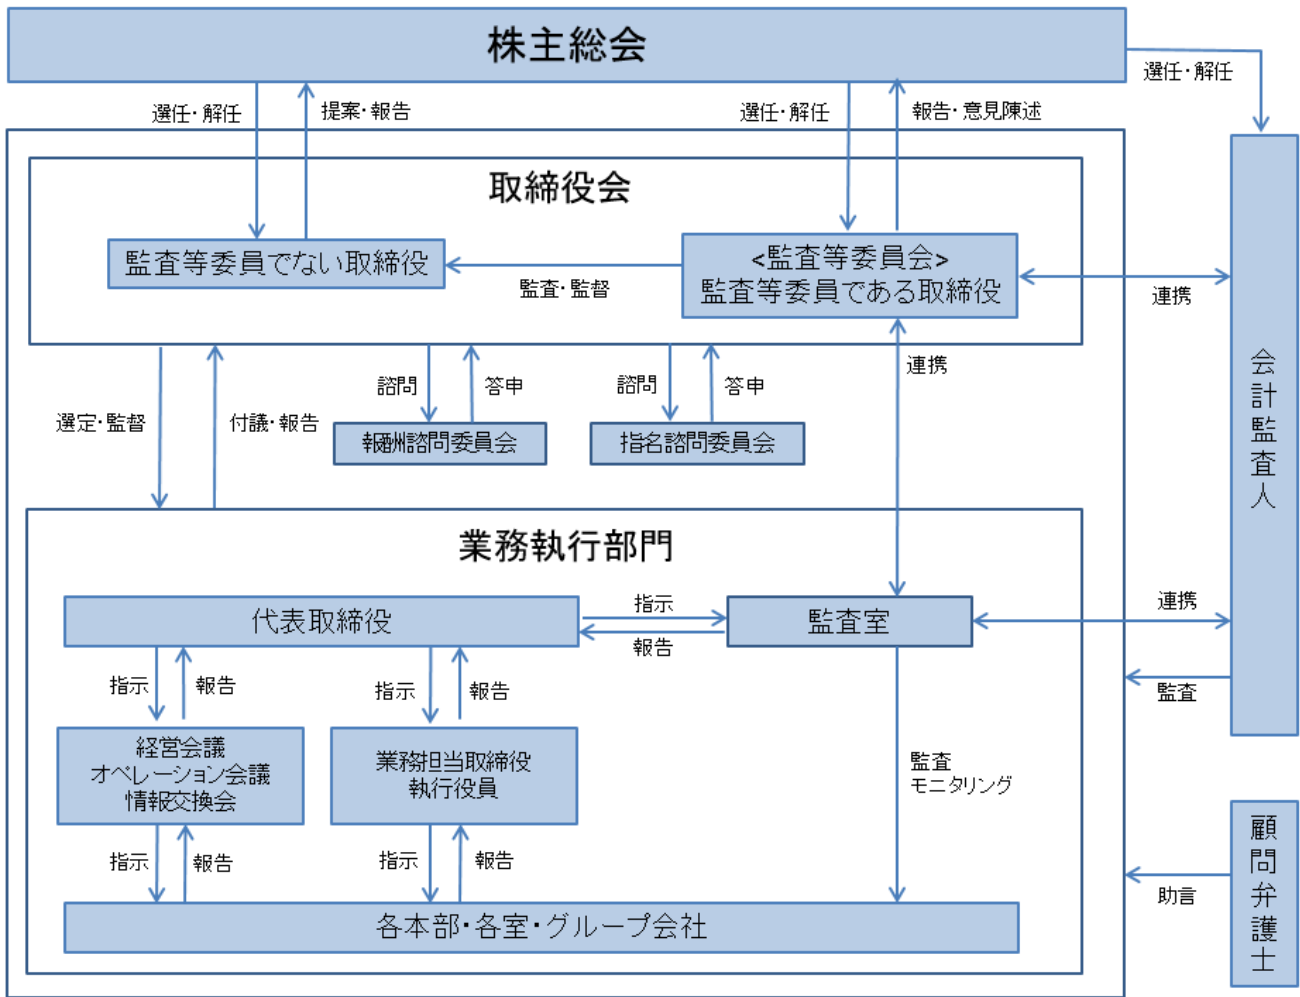 株主総会
選任・解任
選任・解任
提案・報告
選任・解任
報告・意見陳述
取締役会
監査等委員でない取締役
<監査等委員会>
監査等委員である取締役
監査・監督
連携
連携
諮問
答申
諮問
答申
選定・監督
付議・報告
報酬諮問委員会
指名諮問委員会
会計監査人
業務執行部門
代表取締役
指示
報告
監査室
連携
監査
指示
報告
指示
報告
経営会議
オペレーション会議
情報交換会
業務担当取締役
執行役員
監査
モニタリング
指示
報告
指示
報告
助言
顧問弁護士
各本部・各室・グループ会社